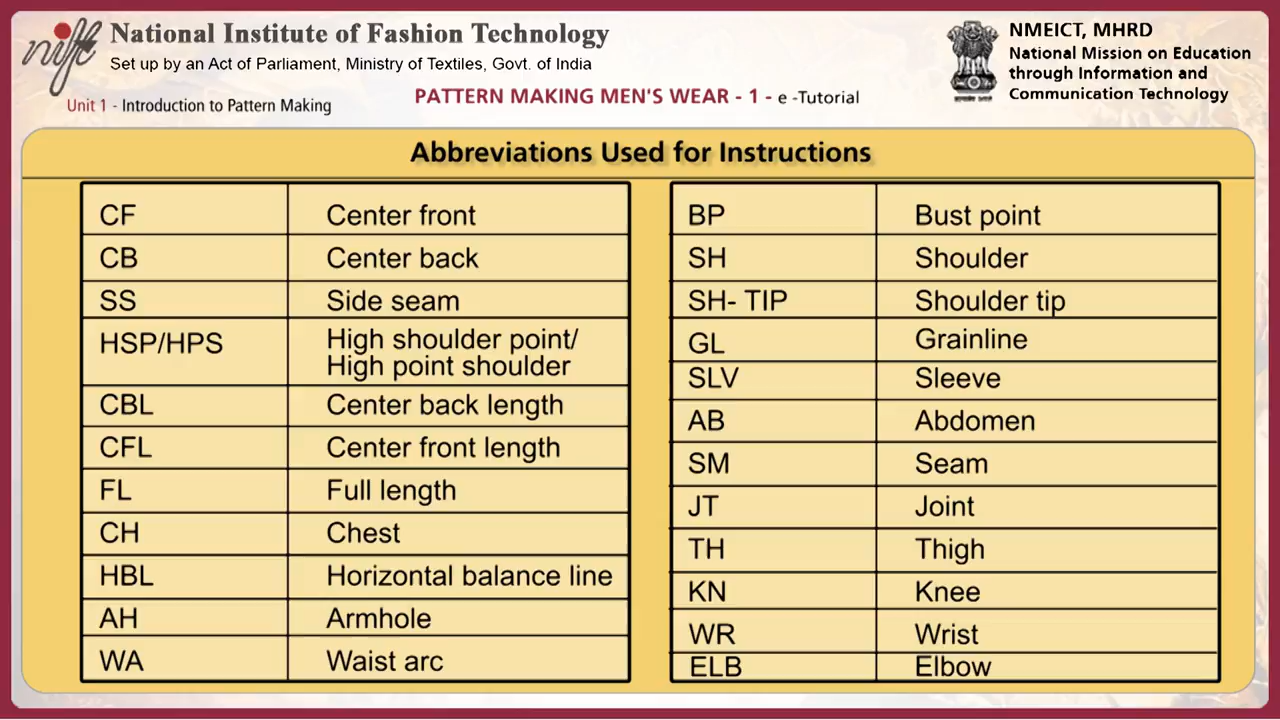 nift
National Institute of Fashion Technology
Set up by an Act of Parliament, Ministry of Textiles, Govt. of India
Unit 1 - Introduction to Pattern Making
PATTERN MAKING MEN'S WEAR - 1 - e -Tutorial
NMEICT, MHRD
National Mission on Education
through Information and
Communication Technology
Abbreviations Used for Instructions
CF Center front
CB Center back
SS Side seam
HSP/HPS High shoulder point/
High point shoulder
CBL Center back length
CFL Center front length
FL Full length
CH Chest
HBL Horizontal balance line
AH Armhole
WA Waist arc
BP Bust point
SH Shoulder
SH- TIP Shoulder tip
GL Grainline
SLV Sleeve
AB Abdomen
SM Seam
JT Joint
TH Thigh
KN Knee
WR Wrist
ELB Elbow